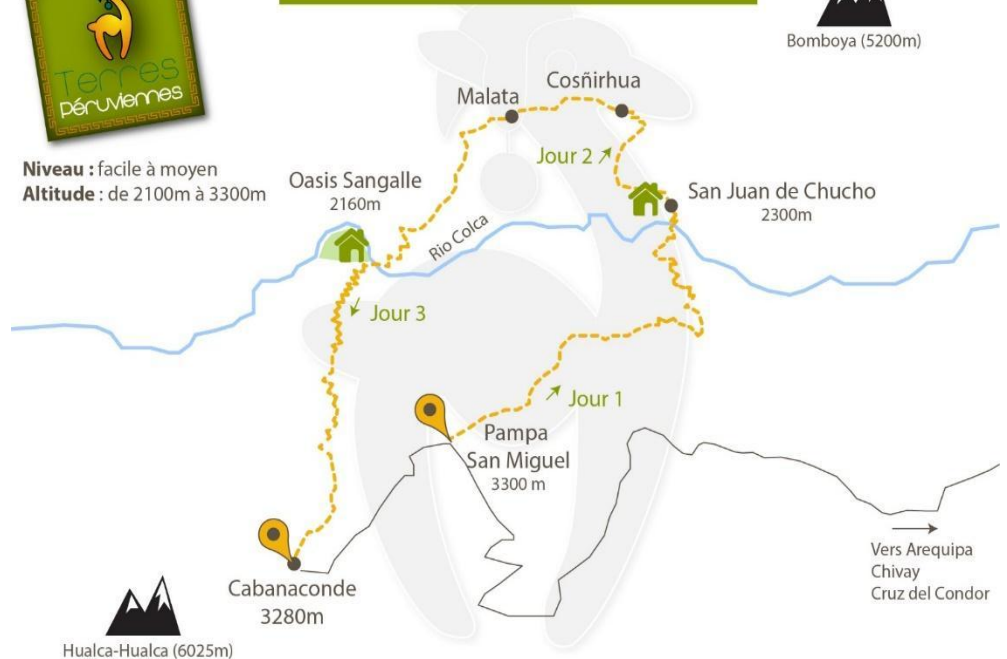 Terres
péruviennes
Bomboya (5200m)
Niveau : facile à moyen
Altitude : de 2100m à 3300m
Malata
Cosñirhua
Jour 2
Oasis Sangalle
2160m
San Juan de Chucho
2300m
Rio Colca
Jour 3
Jour 1
Pampa
San Miguel
3300 m
Cabanaconde
3280m
Vers Arequipa
Chivay
Cruz del Condor
Hualca-Hualca (6025m)